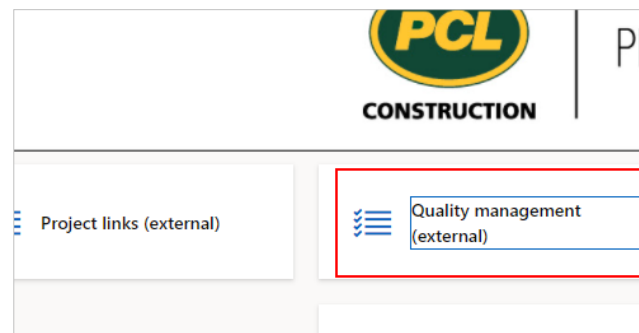 PCL
CONSTRUCTION
Project links (external)
Quality management
(external)